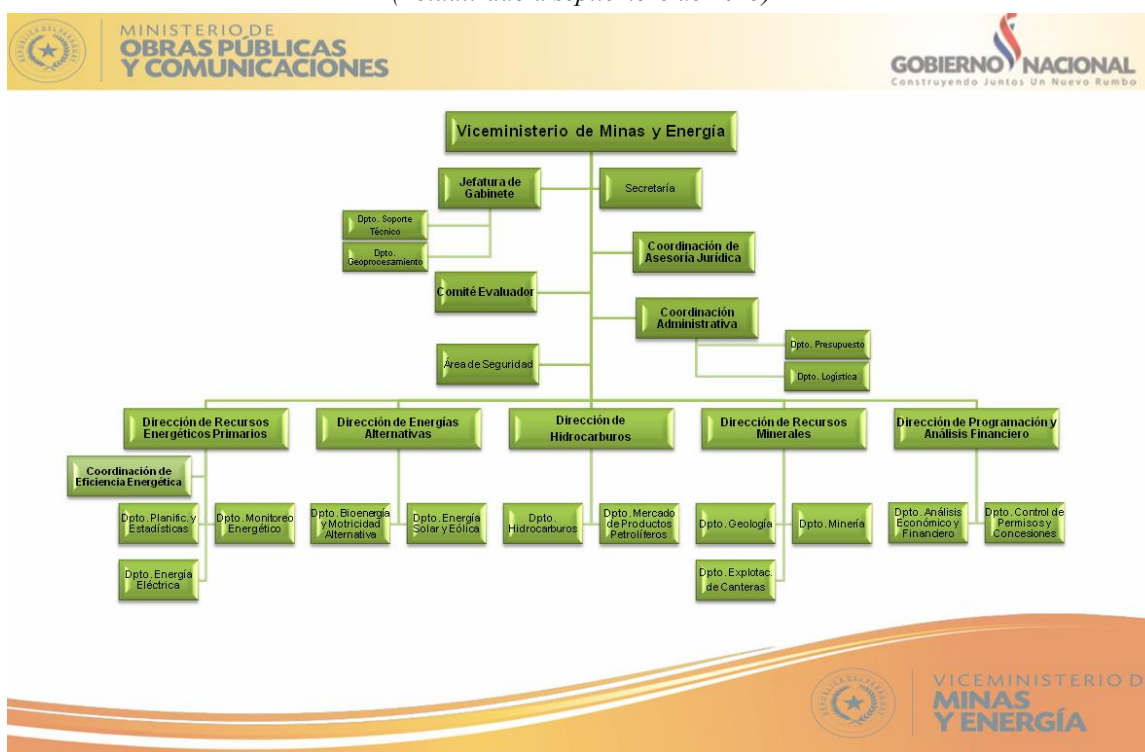 MINISTERIO DE
OBRAS PÚBLICAS
Y COMUNICACIONES
GOBIERNO NACIONAL
Construyendo Juntos Un Nuevo Rumbo
Viceministerio de Minas y Energía
Jefatura de
Gabinete
Secretaría
Dpto. Soporte
Técnico
Dpto.
Geoprocesamiento
Coordinación de
Asesoría Jurídica
Comité Evaluador
Coordinación
Administrativa
Dpto. Presupuesto
Área de Seguridad
Dpto. Logística
Dirección de Recursos
Energéticos Primarios
Dirección de Energías
Alternativas
Dirección de
Hidrocarburos
Dirección de Recursos
Minerales
Dirección de Programación y
Análisis Financiero
Coordinación de
Eficiencia Energética
Dpto. Planific. y
Estadísticas
Dpto. Monitoreo
Energético
Dpto. Bioenergía
y Motricidad
Alternativa
Dpto. Energía
Solar y Eólica
Dpto.
Hidrocarburos
Dpto. Mercado
de Productos
Petrolíferos
Dpto. Geología
Dpto. Minería
Dpto. Análisis
Económico y
Financiero
Dpto. Control de
Permisos y
Concesiones
Dpto. Energía
Eléctrica
Dpto. Explotac.
de Canteras
VICEMINISTERIO D
MINAS
Y ENERGÍA